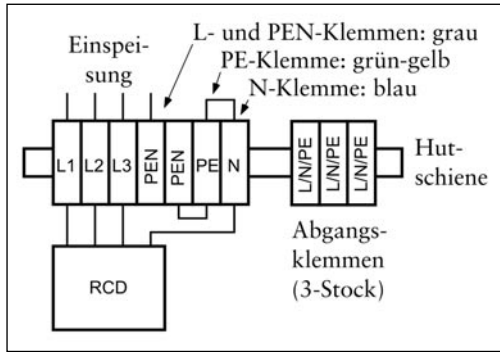 Einspei-
sung
L- und PEN-Klemmen: grau
PE-Klemme: grün-gelb
N-Klemme: blau
L1
L2
L3
PEN
PEN
PE
N
L/N/PE
L/N/PE
L/N/PE
Hut-
schiene
Abgangs-
klemmen
(3-Stock)
RCD